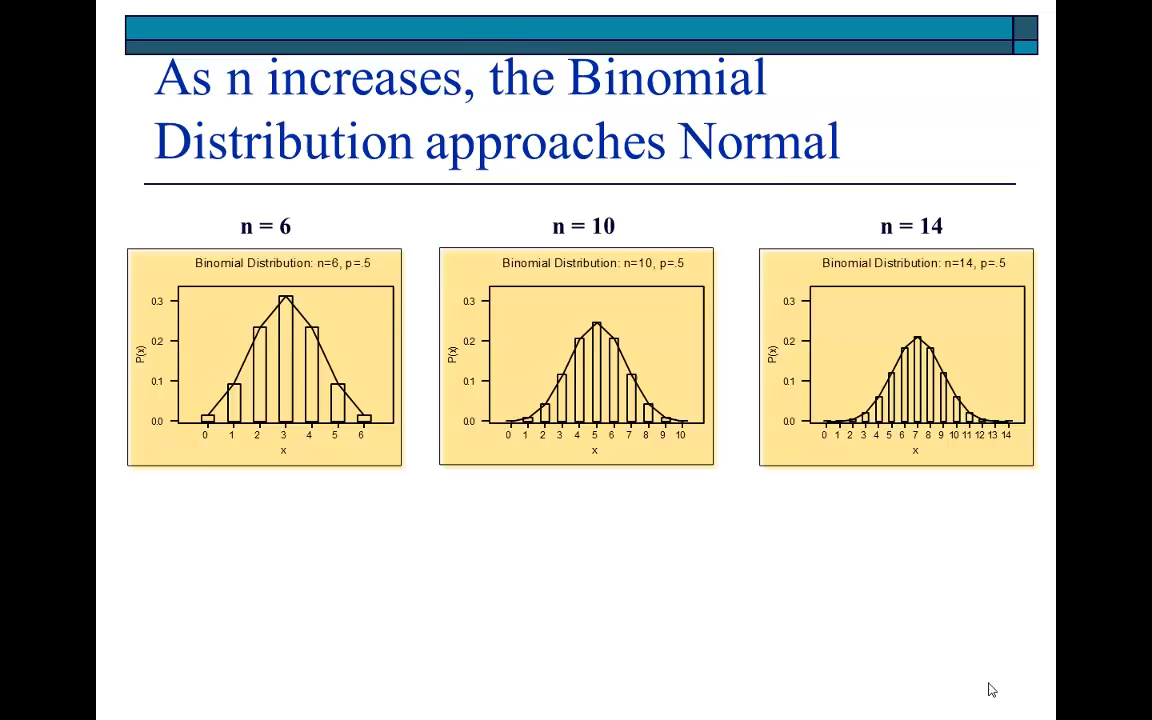 As n increases, the Binomial
Distribution approaches Normal
n = 6
n = 10
n = 14
Binomial Distribution: n=6, p=.5
0.3
0.2
0.1
0.0
P(x)
0 1 2 3 4 5 6
x
Binomial Distribution: n=10, p=.5
0.3
0.2
0.1
0.0
P(x)
0 1 2 3 4 5 6 7 8 9 10
x
Binomial Distribution: n=14, p=.5
0.3
0.2
0.1
0.0
P(x)
0 1 2 3 4 5 6 7 8 9 10 11 12 13 14
x